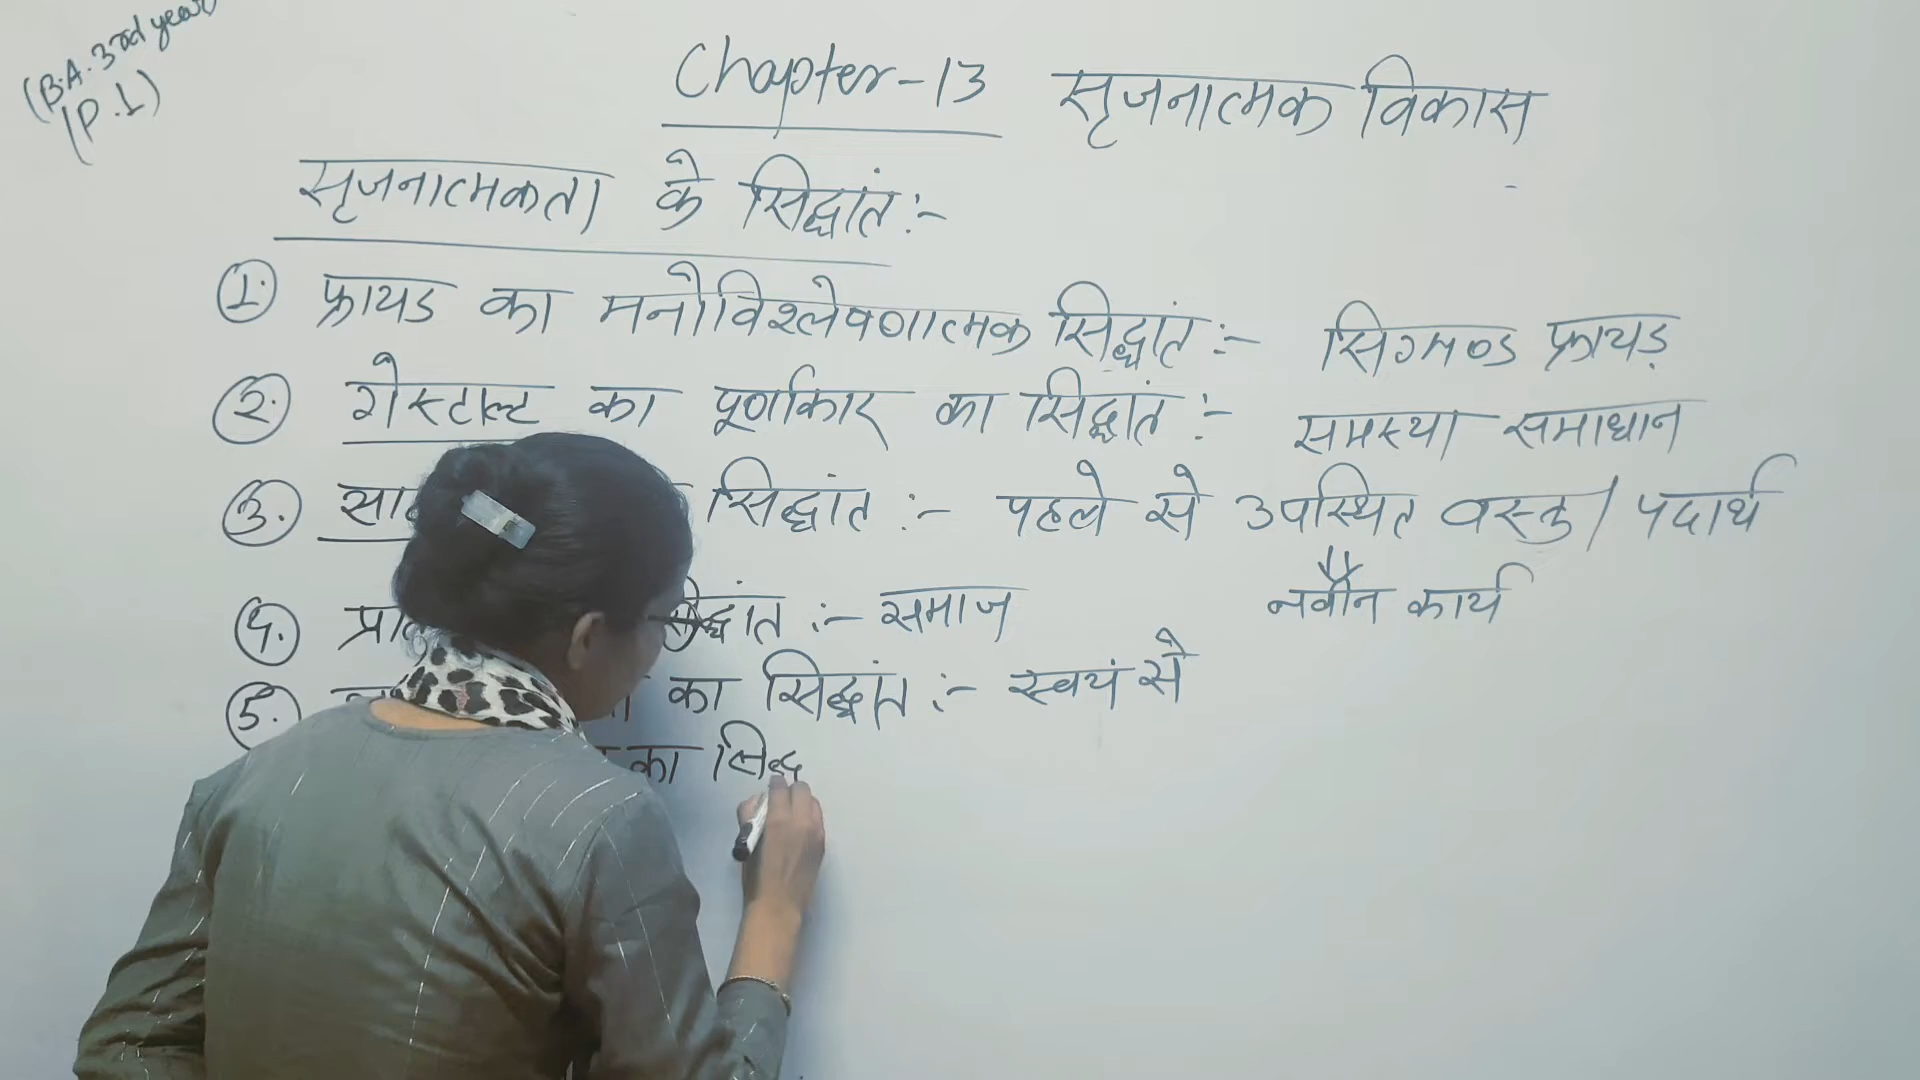 (B.A. 3rd year)
(P.1)
Chapter-13 सृजनात्मक विकास
सृजनात्मकता के सिद्धांत :-
1. फ्रायड का मनोविश्लेषणात्मक सिद्धांत :- सिगमण्ड फ्रायड़
2. गेस्टाल्ट का पूर्णाकार का सिद्धांत :- समस्या समाधान
3. सिद्धांत :- पहले से उपस्थित वस्तु / पदार्थ
नवीन कार्य
4. सिद्धांत :- समाज
5. का सिद्धांत :- स्वयं से
का सिद्ध